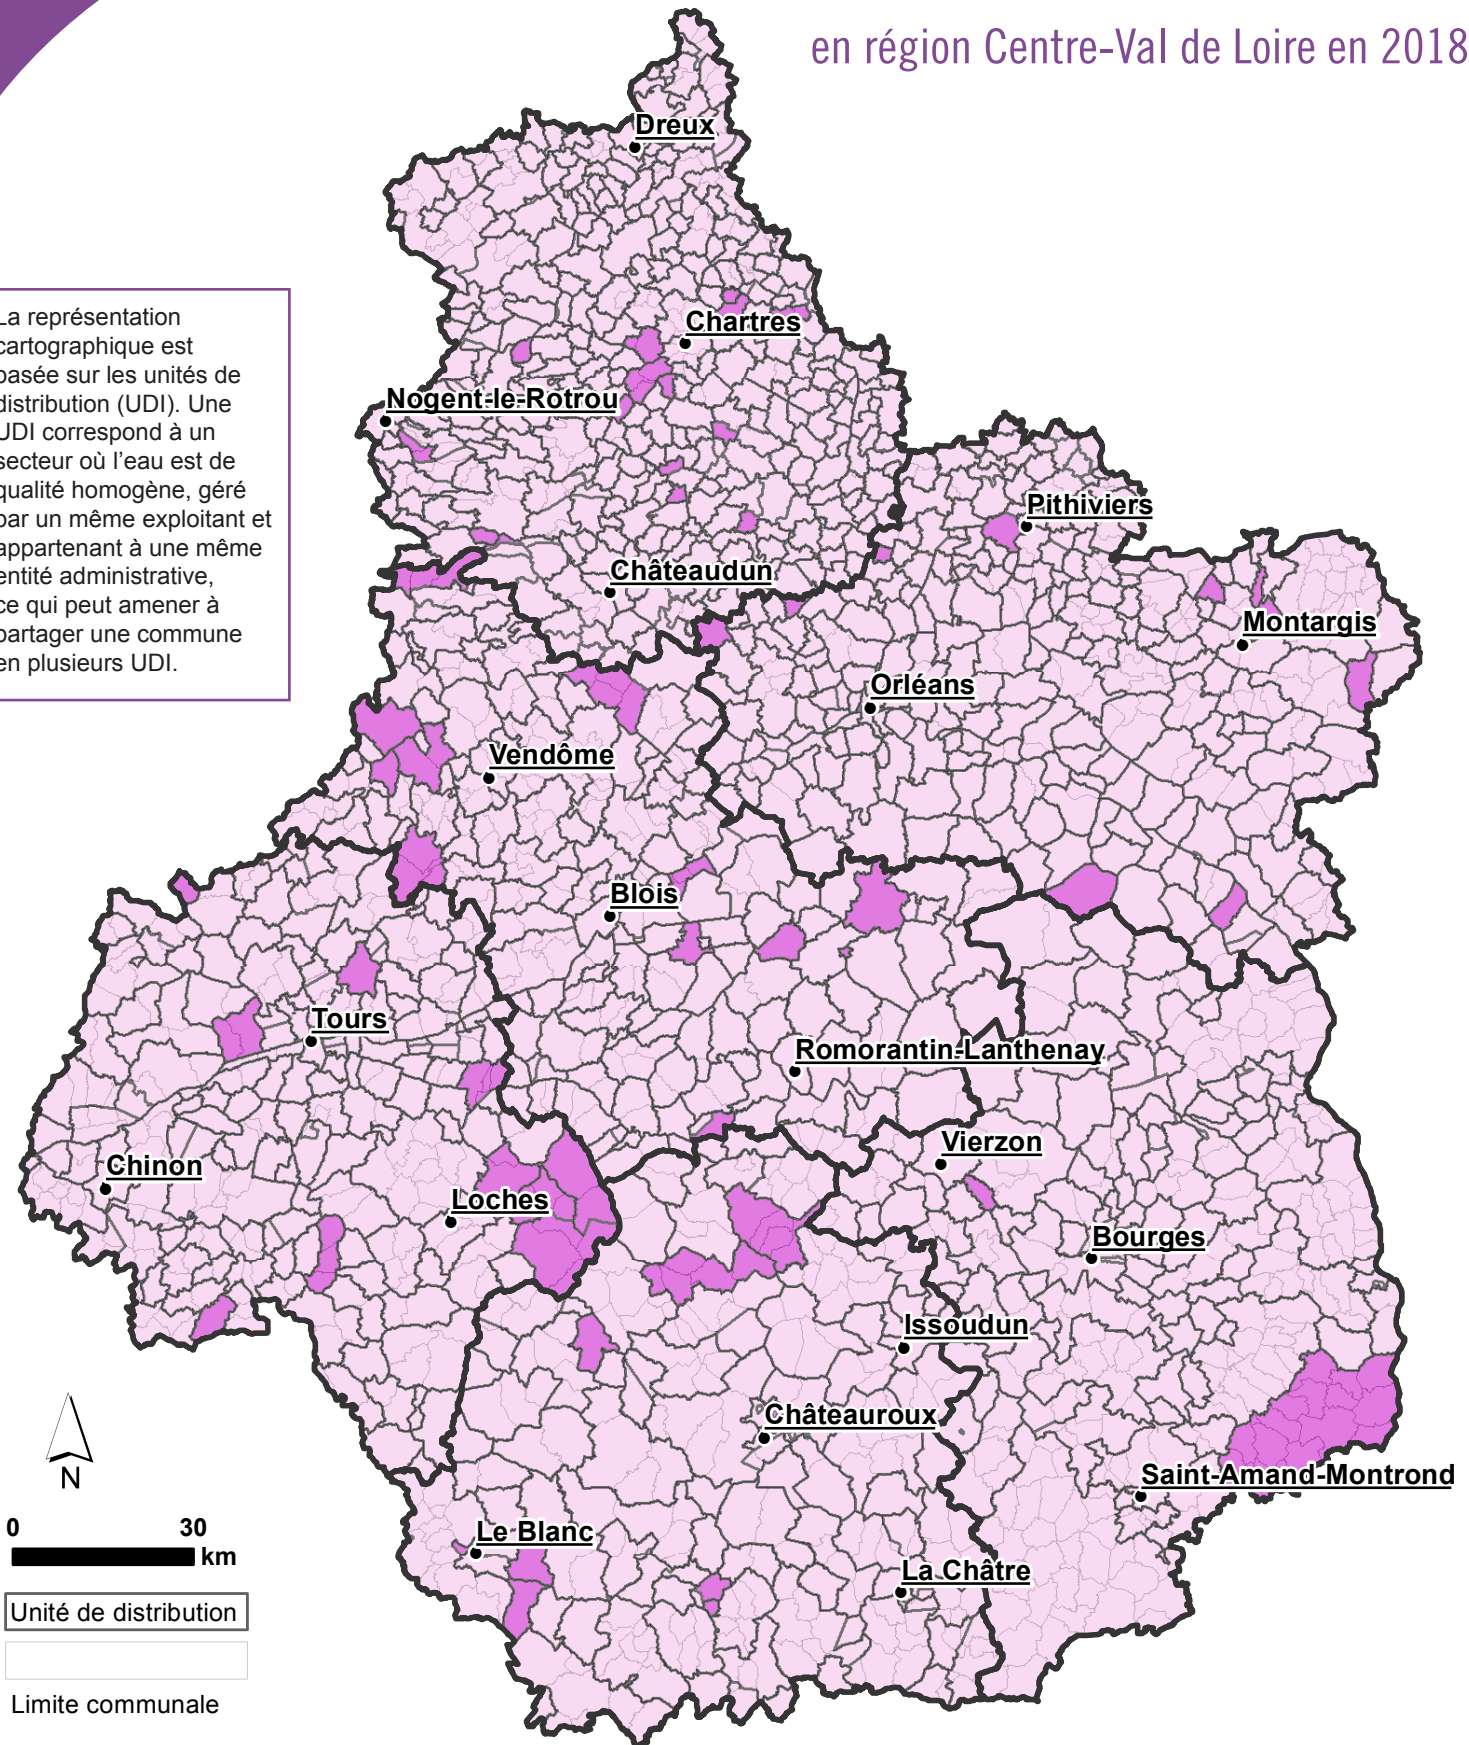 en région Centre-Val de Loire en 2018
Dreux
La représentation
cartographique est
basée sur les unités de
distribution (UDI). Une
UDI correspond à un
secteur où l'eau est de
qualité homogène, géré
par un même exploitant et
appartenant à une même
entité administrative,
ce qui peut amener à
partager une commune
en plusieurs UDI.
Chartres
Nogent-le-Rotrou
Pithiviers
Châteaudun
Montargis
Orléans
Vendôme
Blois
Tours
Romorantin-Lanthenay
Vierzon
Chinon
Loches
Bourges
Issoudun
Châteauroux
Saint-Amand-Montrond
N
Le Blanc
La Châtre
0 30
km
Unité de distribution
Limite communale